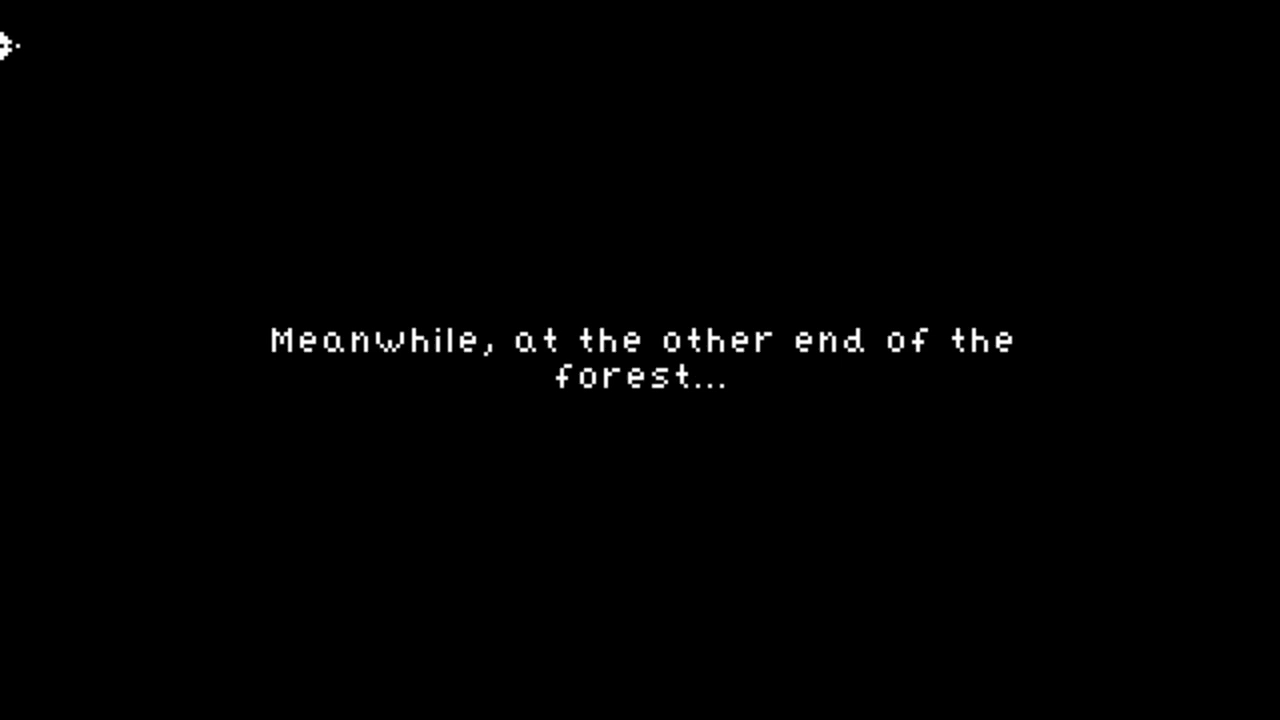 Meanwhile, at the other end of the
forest...